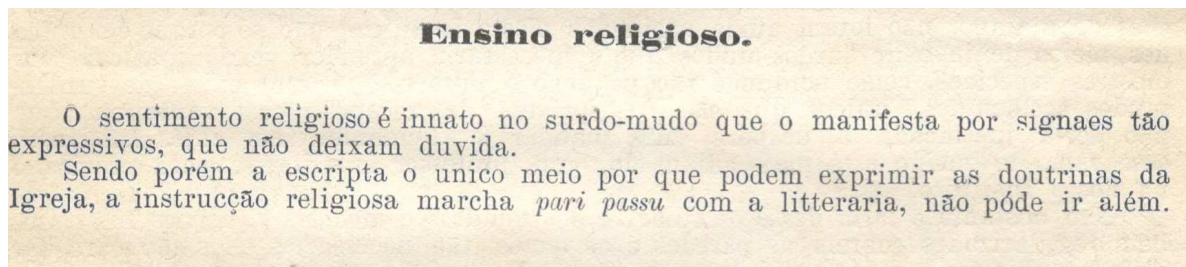 Ensino religioso.
O sentimento religioso é innato no surdo-mudo que o manifesta por signaes tão
expressivos, que não deixam duvida.
Sendo porém a escripta o unico meio por que podem exprimir as doutrinas da
Igreja, a instrucção religiosa marcha pari passu com a litteraria, não póde ir além.